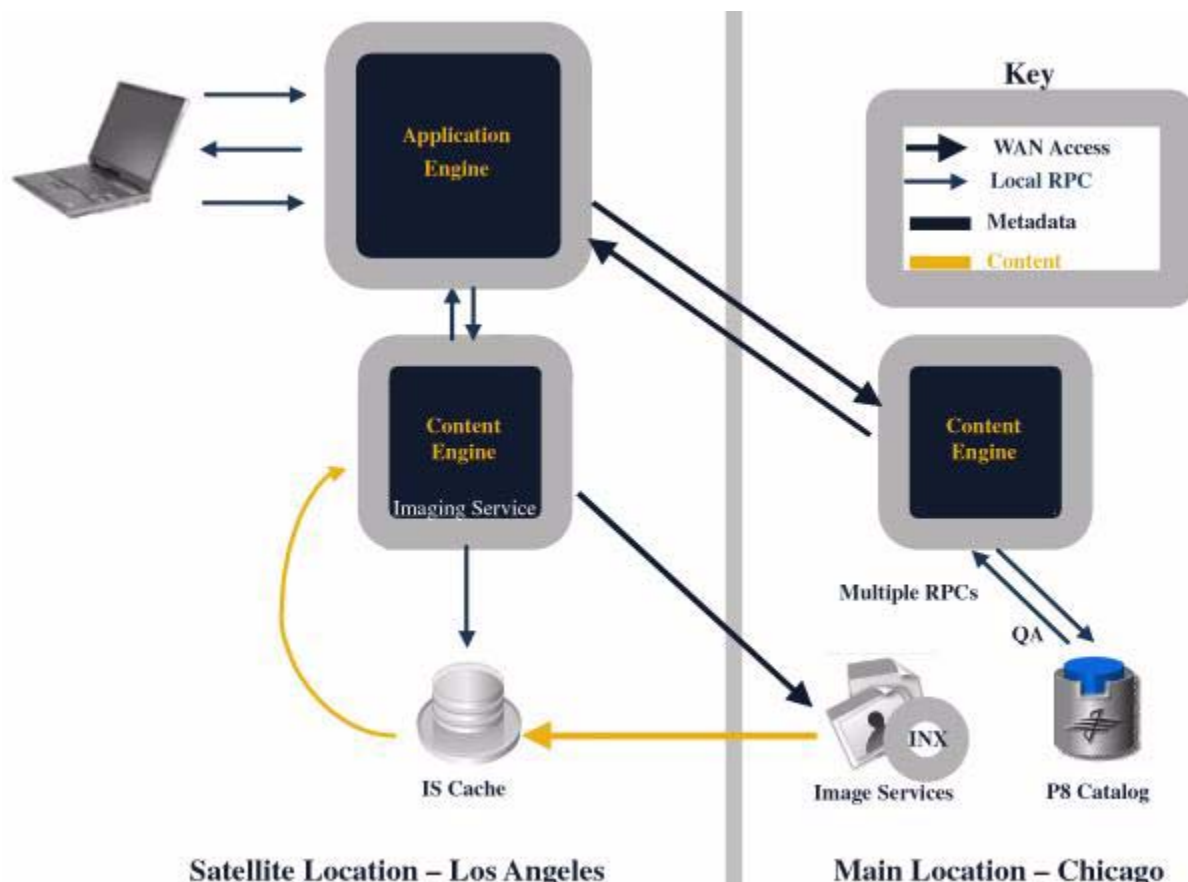 Application
Engine
Key
WAN Access
Local RPC
Metadata
Content
Content
Engine
Imaging Service
Content
Engine
Multiple RPCs
QA
INX
IS Cache
Image Services
P8 Catalog
Satellite Location – Los Angeles
Main Location – Chicago